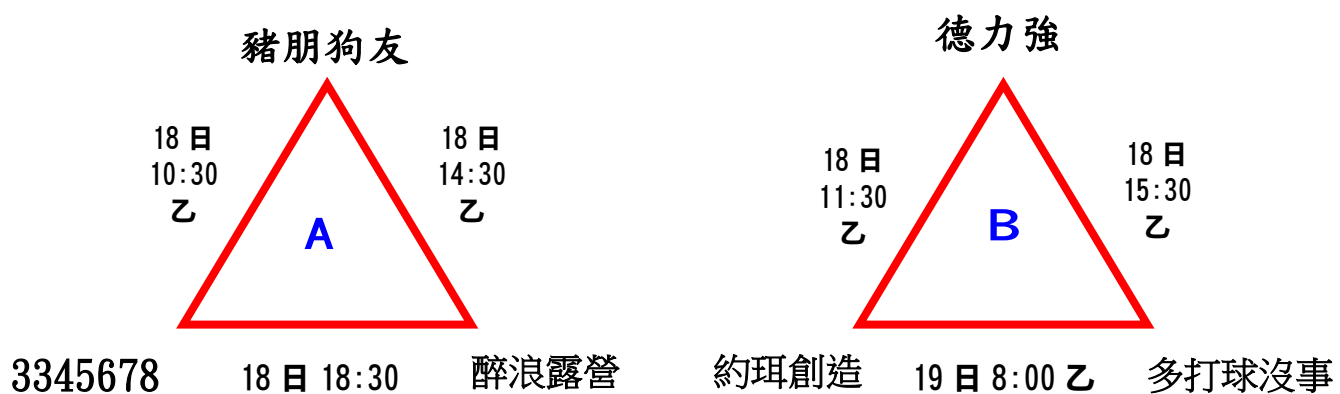 豬朋狗友
18 日
10:30
乙
18 日
14:30
乙
A
3345678
18 日 18:30
醉浪露營
德力強
18 日
11:30
乙
18 日
15:30
乙
B
約珥創造
19 日 8:00 乙
多打球沒事